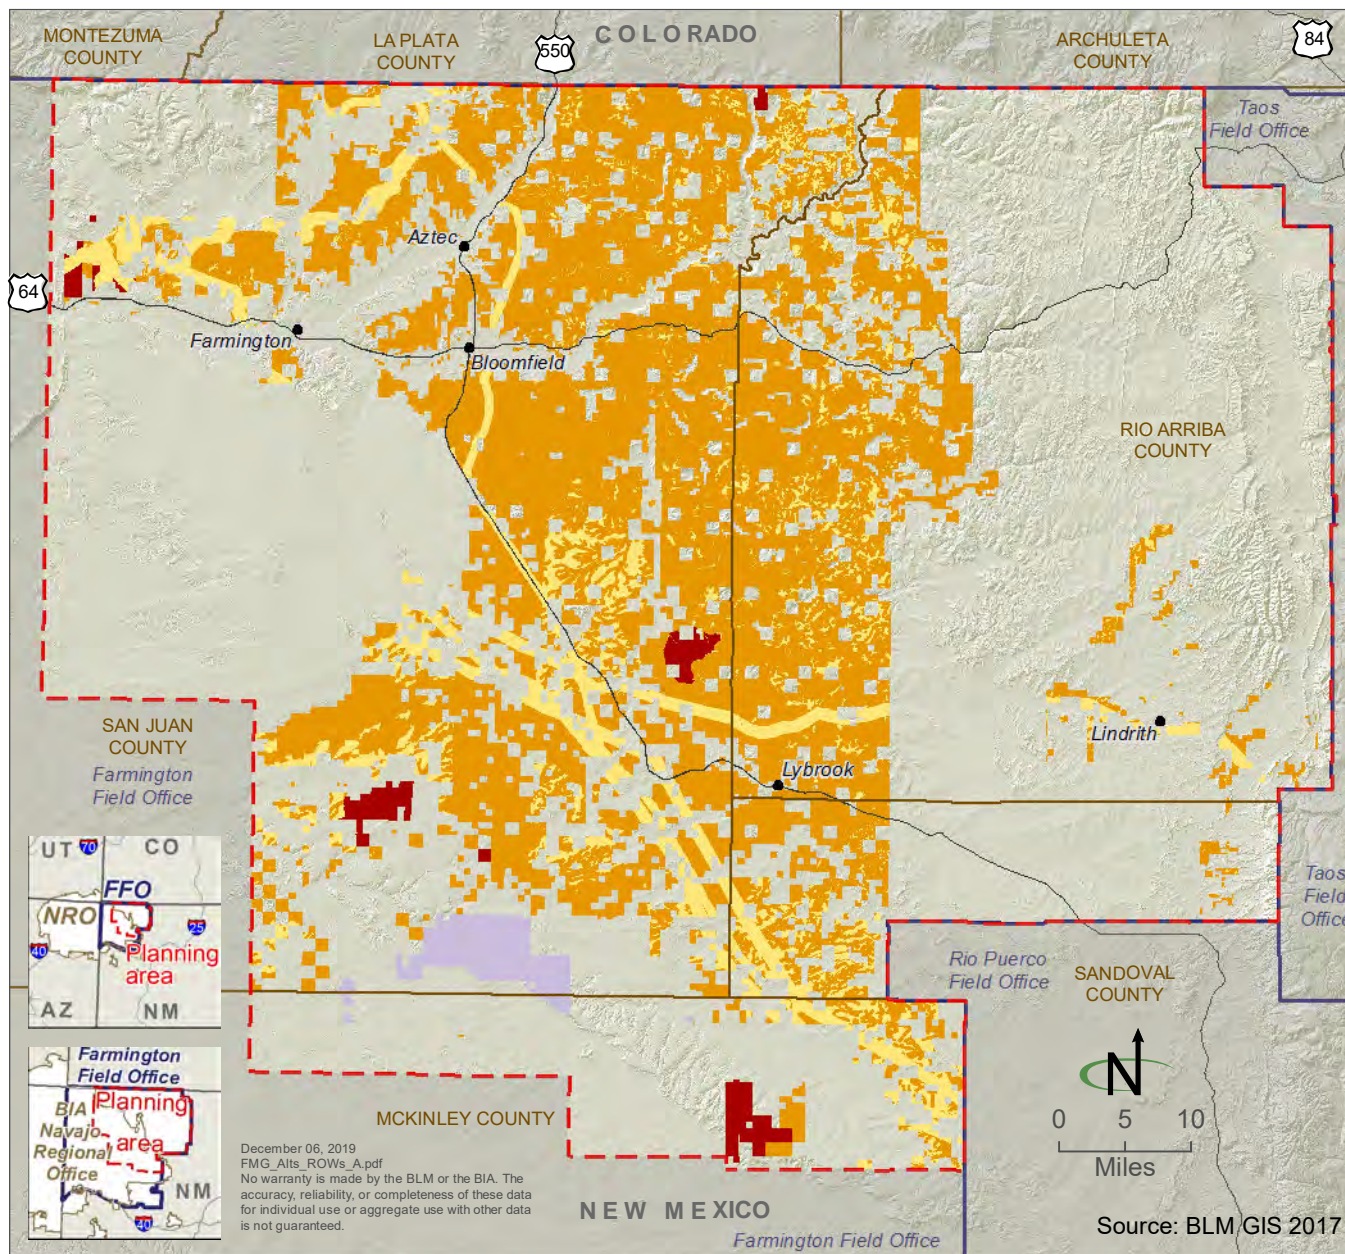 MONTEZUMA
COUNTY
LA PLATA
COUNTY
550
COLORADO
ARCHULETA
COUNTY
84
Taos
Field Office
Aztec
64
Farmington
Bloomfield
RIO ARRIBA
COUNTY
SAN JUAN
COUNTY
Farmington
Field Office
Lindrith
Lybrook
UT
70
CO
FFO
NRO
25
40
Planning
area
AZ
NM
Taos
Field
Office
Rio Puerco
Field Office
SANDOVAL
COUNTY
N
0 5 10
Miles
Farmington
Field Office
BIA
Navajo
Regional
Office
Planning
area
NM
40
MCKINLEY COUNTY
December 06, 2019
FMG_Alts_ROWs_A.pdf
No warranty is made by the BLM or the BIA. The
accuracy, reliability, or completeness of these data
for individual use or aggregate use with other data
is not guaranteed.
NEW MEXICO
Farmington Field Office
Source: BLM GIS 2017